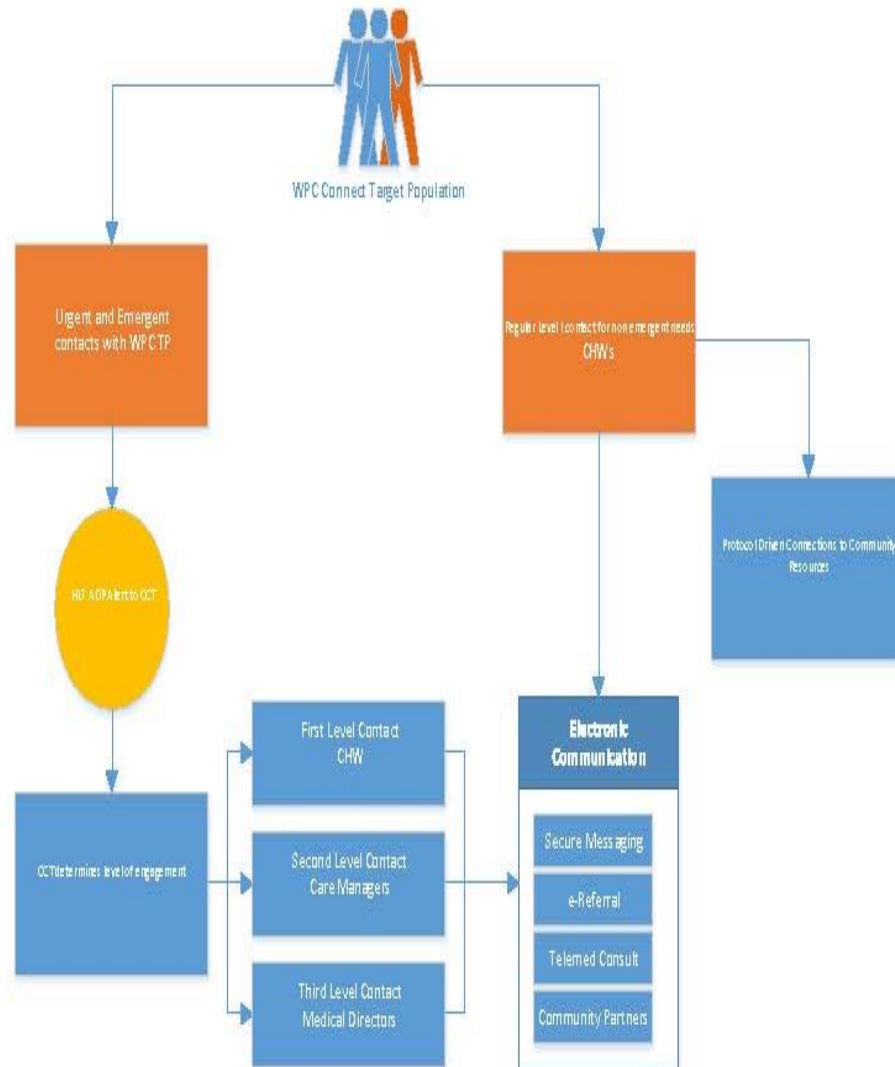 WPC Connect Target Population
Urgent and Emergent
contacts with WPC TP
Regular Level I contact for non emergent needs
CHWs
Protocol Driven Connections to Community
Resources
Alert to CCT
CCT determines level of engagement
First Level Contact
CHW
Second Level Contact
Care Managers
Third Level Contact
Medical Directors
Electronic
Communication
Secure Messaging
e-Referral
Telemed Consult
Community Partners